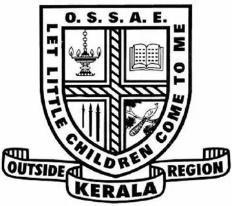 O. S. S. A. E.
LET LITTLE CHILDREN COME TO ME
OUTSIDE KERALA REGION